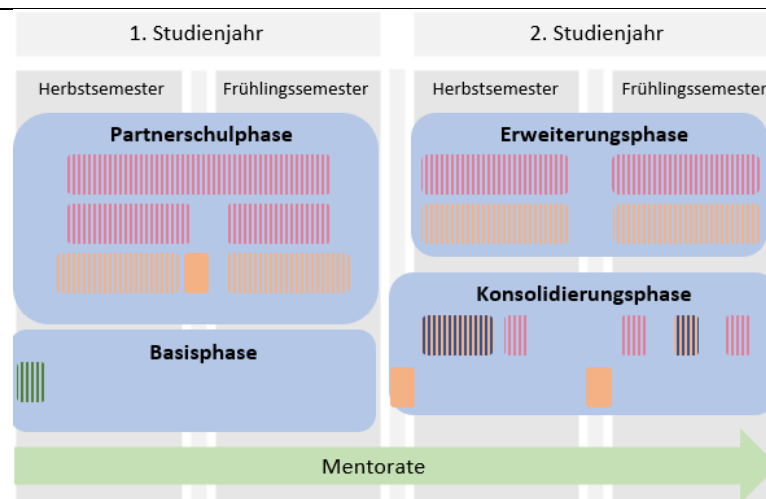 1. Studienjahr
2. Studienjahr
Herbstsemester
Frühlingssemester
Herbstsemester
Frühlingssemester
Partnerschulphase
Erweiterungsphase
Konsolidierungsphase
Basisphase
Mentorate